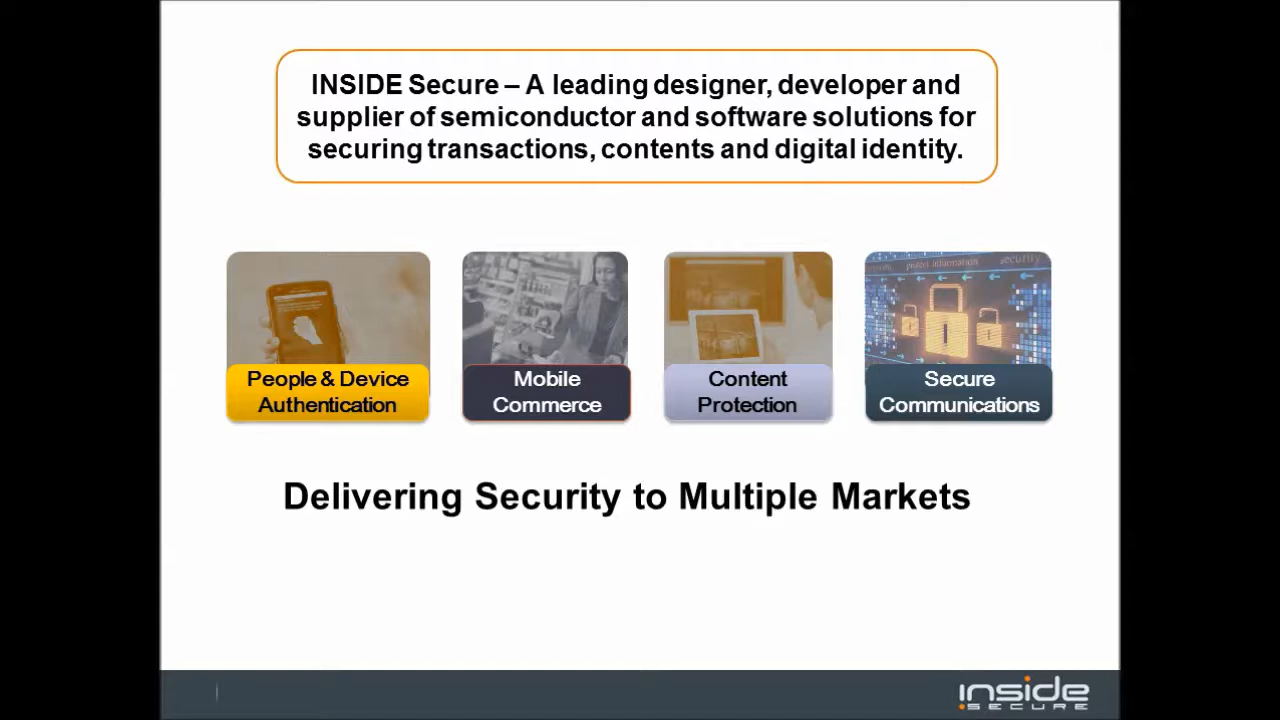 INSIDE Secure – A leading designer, developer and
supplier of semiconductor and software solutions for
securing transactions, contents and digital identity.
security
People & Device
Authentication
Mobile
Commerce
Content
Protection
Secure
Communications
Delivering Security to Multiple Markets
inside
SECURE